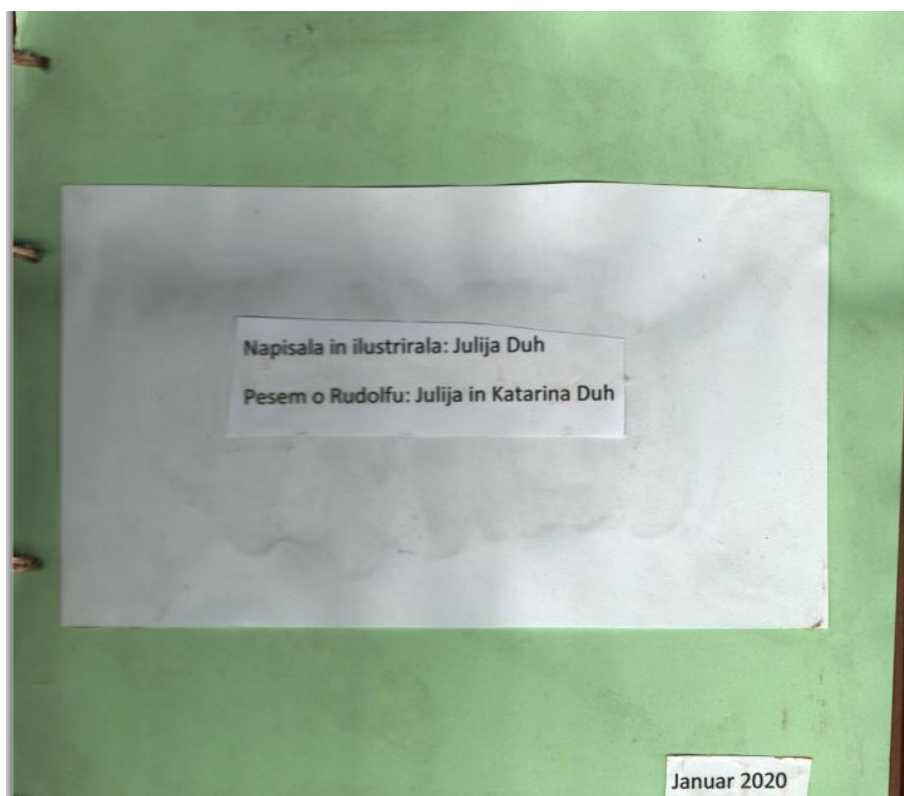 Napisala in ilustrirala: Julija Duh
Pesem o Rudolfu: Julija in Katarina Duh
Januar 2020